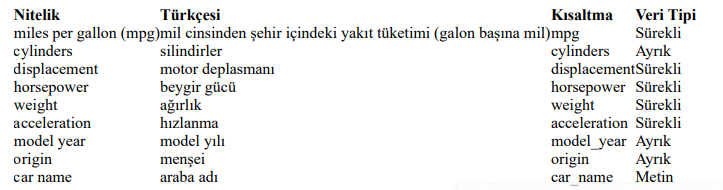 Nitelik Türkçesi Kısaltma Veri Tipi
miles per gallon (mpg) mil cinsinden şehir içindeki yakıt tüketimi (galon başına mil) mpg Sürekli
cylinders silindirler cylinders Ayrık
displacement motor deplasmanı displacement Sürekli
horsepower beygir gücü horsepower Sürekli
weight ağırlık weight Sürekli
acceleration hızlanma acceleration Sürekli
model year model yılı model_year Ayrık
origin menşei origin Ayrık
car name araba adı car_name Metin